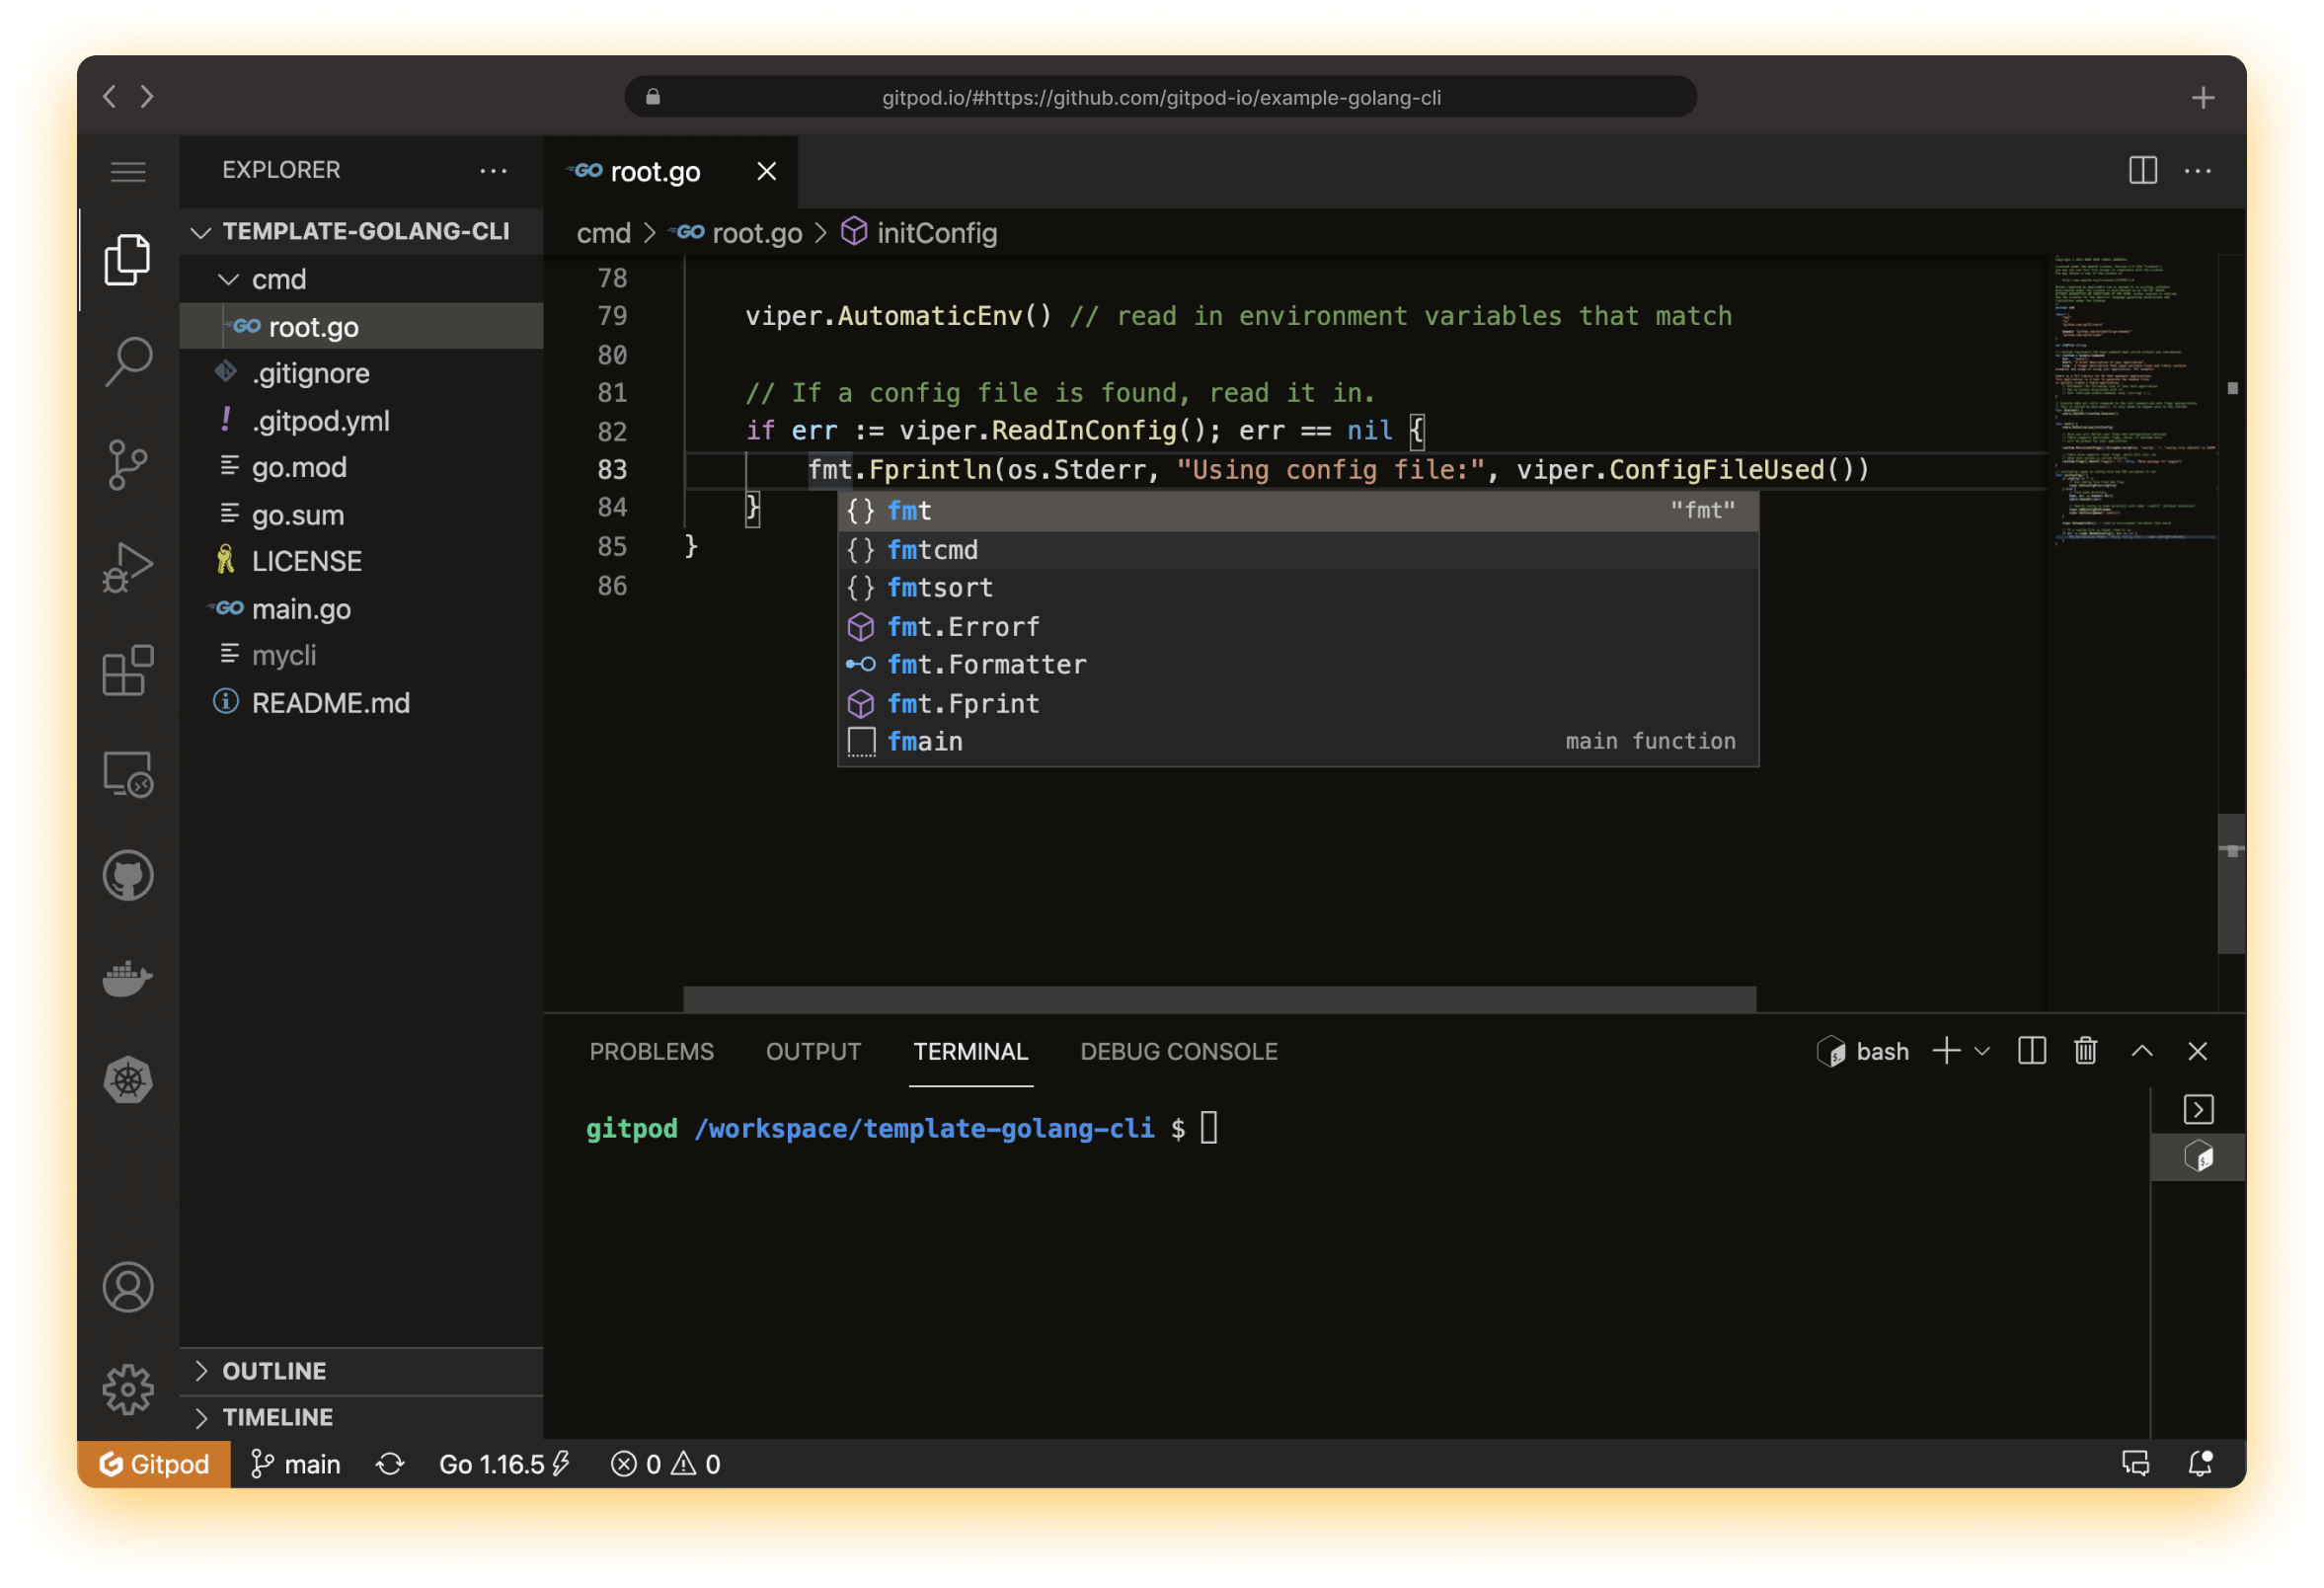 gitpod.io/#https://github.com/gitpod-io/example-golang-cli
EXPLORER
TEMPLATE-GOLANG-CLI
cmd
GO root.go
.gitignore
! .gitpod.yml
go.mod
go.sum
LICENSE
GO main.go
mycli
README.md
OUTLINE
TIMELINE
GO root.go
cmd > GO root.go > initConfig
78
79 viper.AutomaticEnv() // read in environment variables that match
80
81 // If a config file is found, read it in.
82 if err := viper.ReadInConfig(); err == nil {
83 fmt.Fprintln(os.Stderr, "Using config file:", viper.ConfigFileUsed())
84 }
85 }
86
{} fmt "fmt"
{} fmtcmd
{} fmtsort
fmt.Errorf
fmt.Formatter
fmt.Fprint
fmain main function
PROBLEMS OUTPUT TERMINAL DEBUG CONSOLE bash
gitpod /workspace/template-golang-cli $
Gitpod main Go 1.16.5 0 0